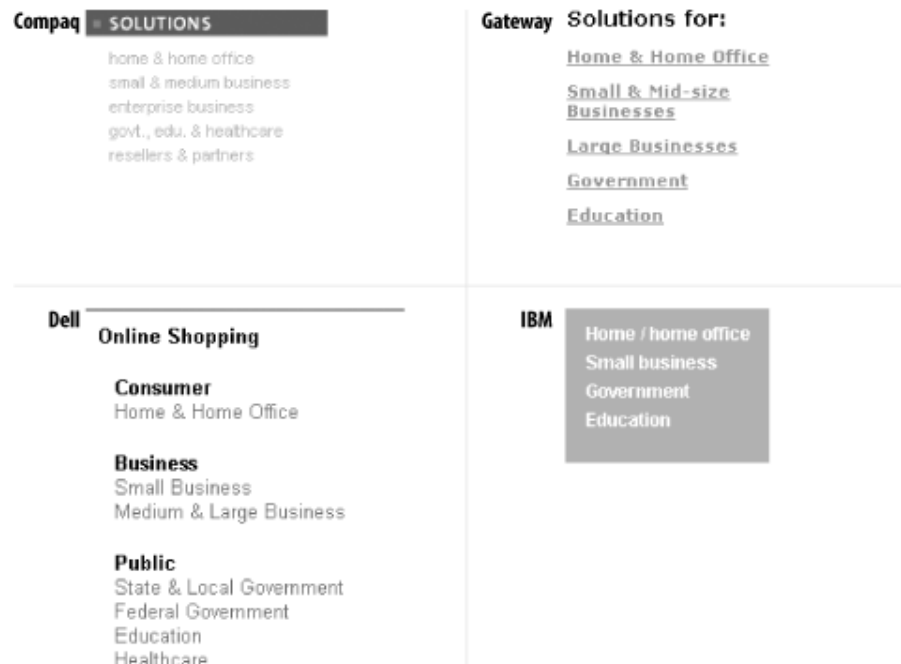 Compaq
SOLUTIONS
home & home office
small & medium business
enterprise business
govt., edu. & healthcare
resellers & partners
Gateway
Solutions for:
Home & Home Office
Small & Mid-size
Businesses
Large Businesses
Government
Education
Dell
Online Shopping
Consumer
Home & Home Office
Business
Small Business
Medium & Large Business
Public
State & Local Government
Federal Government
Education
Healthcare
IBM
Home / home office
Small business
Government
Education